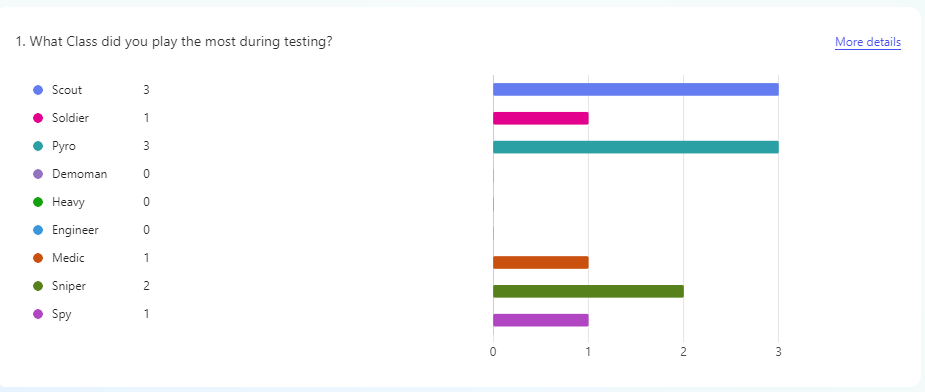 1. What Class did you play the most during testing?
More details
Scout 3
Soldier 1
Pyro 3
Demoman 0
Heavy 0
Engineer 0
Medic 1
Sniper 2
Spy 1
0 1 2 3